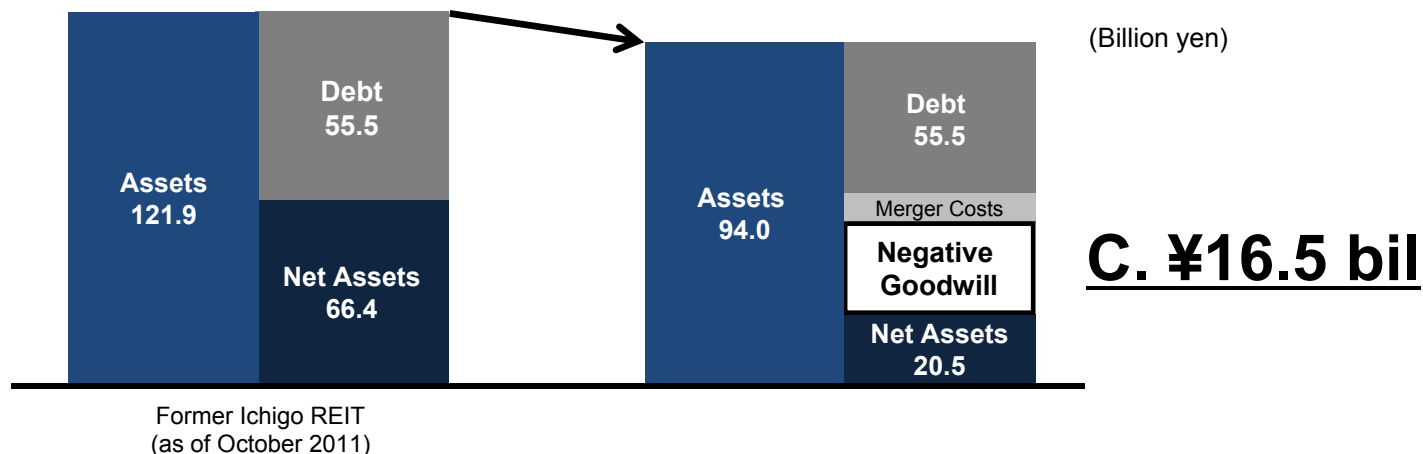 (Billion yen)
Debt
55.5
Assets
121.9
Net Assets
66.4
Debt
55.5
Assets
94.0
Merger Costs
Negative
Goodwill
Net Assets
20.5
C. ¥16.5 bil
Former Ichigo REIT
(as of October 2011)